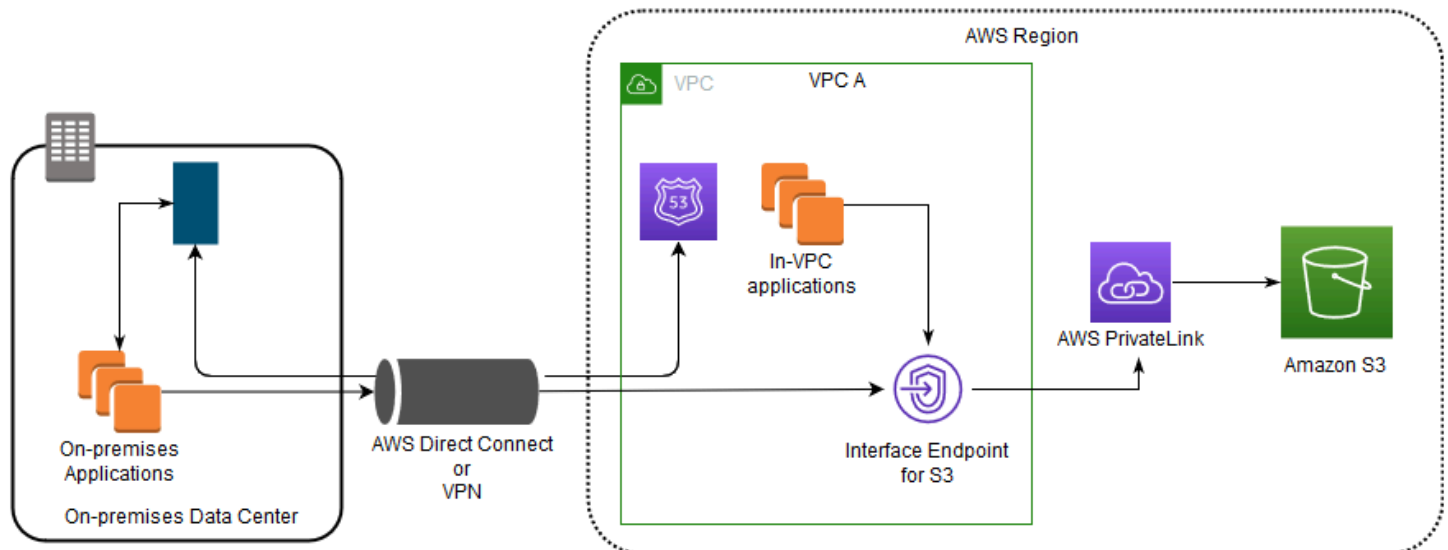 AWS Region
VPC
VPC A
53
In-VPC
applications
AWS PrivateLink
Amazon S3
On-premises
Applications
AWS Direct Connect
or
VPN
Interface Endpoint
for S3
On-premises Data Center